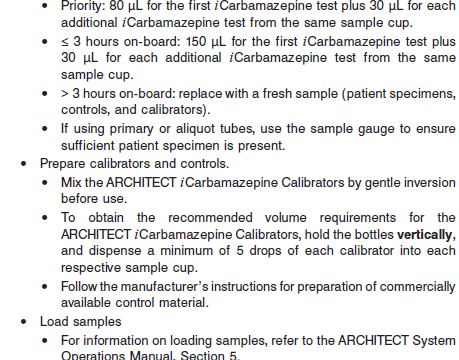 • Priority: 80 µL for the first iCarbamazepine test plus 30 µL for each
additional iCarbamazepine test from the same sample cup.
• ≤ 3 hours on-board: 150 µL for the first iCarbamazepine test plus
30 µL for each additional iCarbamazepine test from the same
sample cup.
• > 3 hours on-board: replace with a fresh sample (patient specimens,
controls, and calibrators).
• If using primary or aliquot tubes, use the sample gauge to ensure
sufficient patient specimen is present.
• Prepare calibrators and controls.
• Mix the ARCHITECT iCarbamazepine Calibrators by gentle inversion
before use.
• To obtain the recommended volume requirements for the
ARCHITECT iCarbamazepine Calibrators, hold the bottles vertically,
and dispense a minimum of 5 drops of each calibrator into each
respective sample cup.
• Follow the manufacturer's instructions for preparation of commercially
available control material.
• Load samples
• For information on loading samples, refer to the ARCHITECT System
Operations Manual, Section 5.